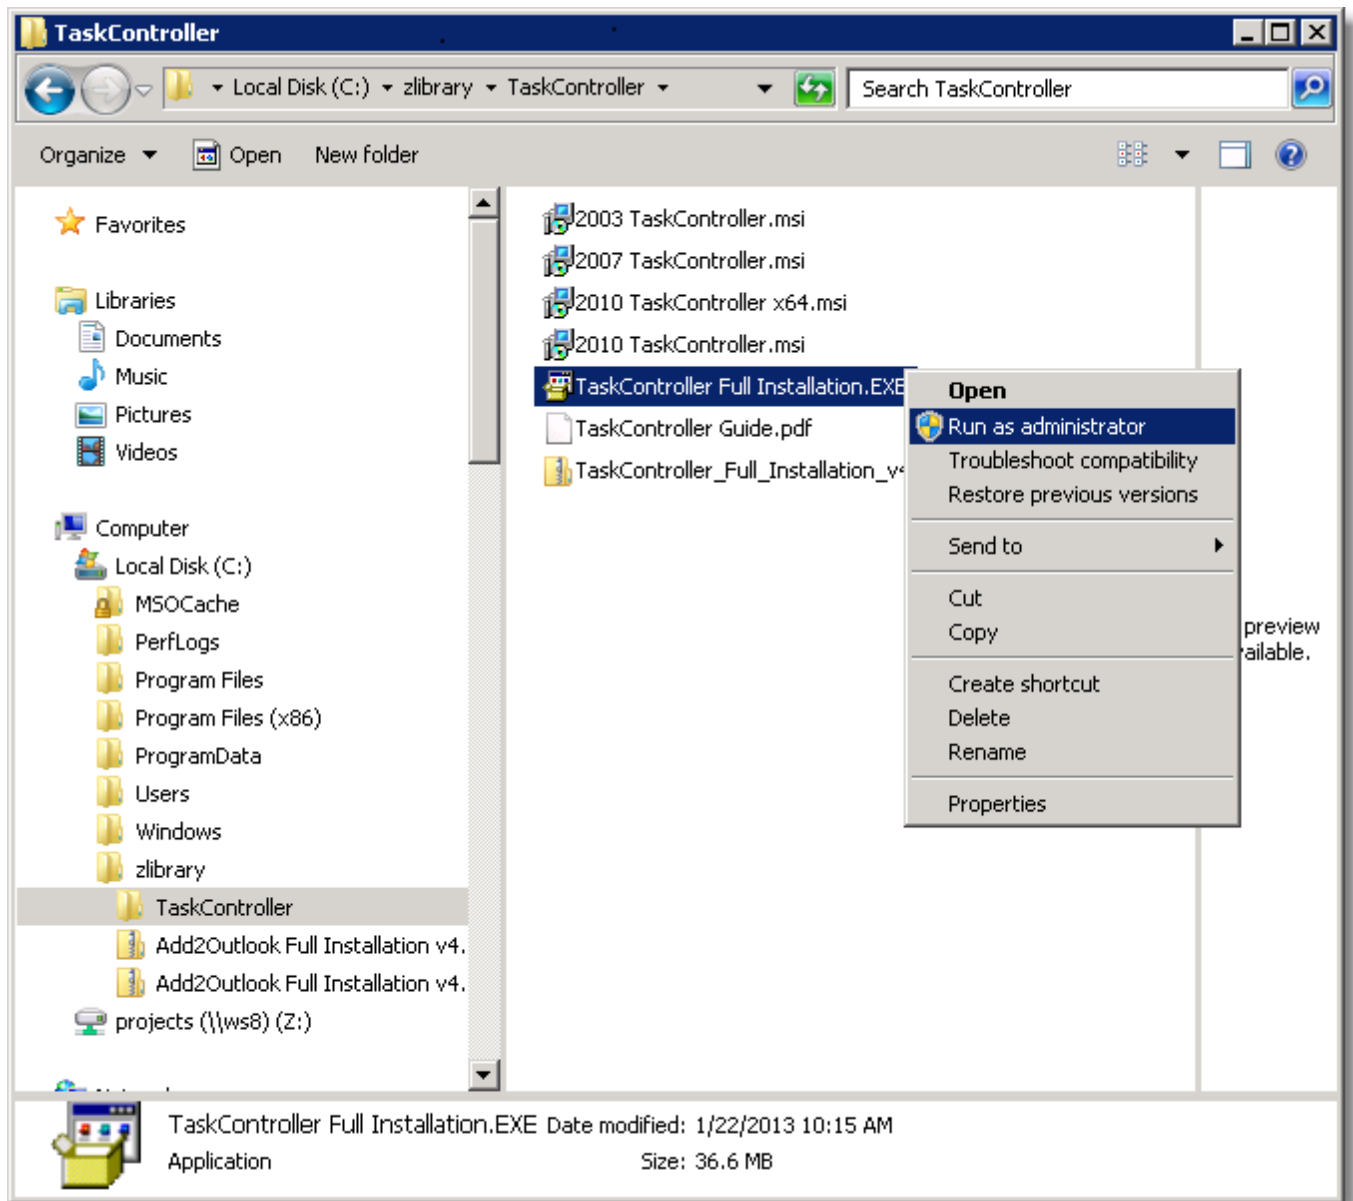 TaskController
Local Disk (C:) zlibrary TaskController
Search TaskController
Organize Open New folder
Favorites
Libraries
Documents
Music
Pictures
Videos
Computer
Local Disk (C:)
MSOCache
PerfLogs
Program Files
Program Files (x86)
ProgramData
Users
Windows
zlibrary
TaskController
Add2Outlook Full Installation v4.
Add2Outlook Full Installation v4.
projects (\\ws8) (Z:)
2003 TaskController.msi
2007 TaskController.msi
2010 TaskController x64.msi
2010 TaskController.msi
TaskController Full Installation.EXE
TaskController Guide.pdf
TaskController_Full_Installation_v4
Open
Run as administrator
Troubleshoot compatibility
Restore previous versions
Send to
Cut
Copy
Create shortcut
Delete
Rename
Properties
preview
ailable.
TaskController Full Installation.EXE Date modified: 1/22/2013 10:15 AM
Application Size: 36.6 MB